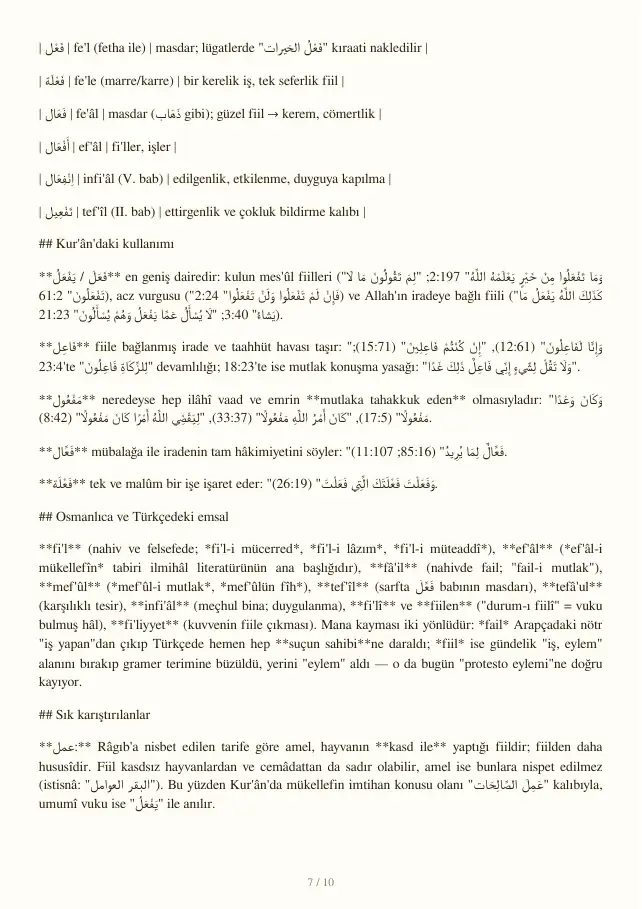 | فَعْل | fe'l (fetha ile) | masdar; lügatlerde "فَعْلُ الخيرات" kıraati nakledilir |
| فَعْلَة | fe'le (marre/karre) | bir kerelik iş, tek seferlik fiil |
| فَعَال | fe'âl | masdar (ذَهَاب gibi); güzel fiil → kerem, cömertlik |
| أَفْعَال | ef'âl | fi'ller, işler |
| اِنْفِعَال | infi'âl (V. bab) | edilgenlik, etkilenme, duyguya kapılma |
| تَفْعِيل | tef'îl (II. bab) | ettirgenlik ve çokluk bildirme kalıbı |
## Kur'ân'daki kullanımı
**فَعَلَ / يَفْعَلُ** en geniş dairedir: kulun mes'ûl fiilleri ("وَمَا تَفْعَلُوا مِنْ خَيْرٍ يَعْلَمْهُ اللَّهُ" 2:197; "لِمَ تَقُولُونَ مَا لَا
تَفْعَلُونَ" 61:2), acz vurgusu ("فَإِنْ لَمْ تَفْعَلُوا وَلَنْ تَفْعَلُوا" 2:24) ve Allah'ın iradeye bağlı fiili ("كَذَلِكَ اللَّهُ يَفْعَلُ مَا
يَشَاءُ" 3:40; "لَا يُسْأَلُ عَمَّا يَفْعَلُ وَهُمْ يُسْأَلُونَ" 21:23).
**فَاعِل** fiile bağlanmış irade ve taahhüt havası taşır: "وَإِنَّا لَفَاعِلُونَ" (12:61), "إِنْ كُنْتُمْ فَاعِلِينَ" (15:71);
23:4'te "لِلزَّكَاةِ فَاعِلُونَ" devamlılığı; 18:23'te ise mutlak konuşma yasağı: "وَلَا تَقُلْ لِشَيْءٍ إِنِّي فَاعِلٌ ذَلِكَ غَدًا".
**مَفْعُول** neredeyse hep ilâhî vaad ve emrin **mutlaka tahakkuk eden** olmasıyladır: "وَكَانَ وَعْدًا
مَفْعُولًا" (17:5), "كَانَ أَمْرُ اللَّهِ مَفْعُولًا" (33:37), "لِيَقْضِيَ اللَّهُ أَمْرًا كَانَ مَفْعُولًا" (8:42).
**فَعَّال** mübalağa ile iradenin tam hâkimiyetini söyler: "فَعَّالٌ لِمَا يُرِيدُ" (85:16; 11:107).
**فَعْلَة** tek ve malûm bir işe işaret eder: "وَفَعَلْتَ فَعْلَتَكَ الَّتِي فَعَلْتَ" (26:19).
## Osmanlıca ve Türkçedeki emsal
**fi'l** (nahiv ve felsefede; *fi'l-i mücerred*, *fi'l-i lâzım*, *fi'l-i müteaddî*), **ef'âl** (*ef'âl-i
mükellefîn* tabiri ilmihâl literatürünün ana başlığıdır), **fâ'il** (nahivde fail; "fail-i mutlak"),
**mef'ûl** (*mef'ûl-i mutlak*, *mef'ûlün fîh*), **tef'îl** (sarfta فَعَّلَ babının masdarı), **tefâ'ul**
(karşılıklı tesir), **infi'âl** (meçhul bina; duygulanma), **fi'lî** ve **fiilen** ("durum-ı fiilî" = vuku
bulmuş hâl), **fi'liyyet** (kuvvenin fiile çıkması). Mana kayması iki yönlüdür: *fail* Arapçadaki nötr
"iş yapan"dan çıkıp Türkçede hemen hep **suçun sahibi**ne daraldı; *fiil* ise gündelik "iş, eylem"
alanını bırakıp gramer terimine büzüldü, yerini "eylem" aldı — o da bugün "protesto eylemi"ne doğru
kayıyor.
## Sık karıştırılanlar
**عمل:** Râgıb'a nisbet edilen tarife göre amel, hayvanın **kasd ile** yaptığı fiildir; fiilden daha
hususîdir. Fiil kasdsız hayvanlardan ve cemâdattan da sadır olabilir, amel ise bunlara nispet edilmez
(istisnâ: "البقر العوامل"). Bu yüzden Kur'ân'da mükellefin imtihan konusu olanı "عَمِلَ الصَّالِحَات" kalıbıyla,
umumî vuku ise "يَفْعَلُ" ile anılır.
7 / 10